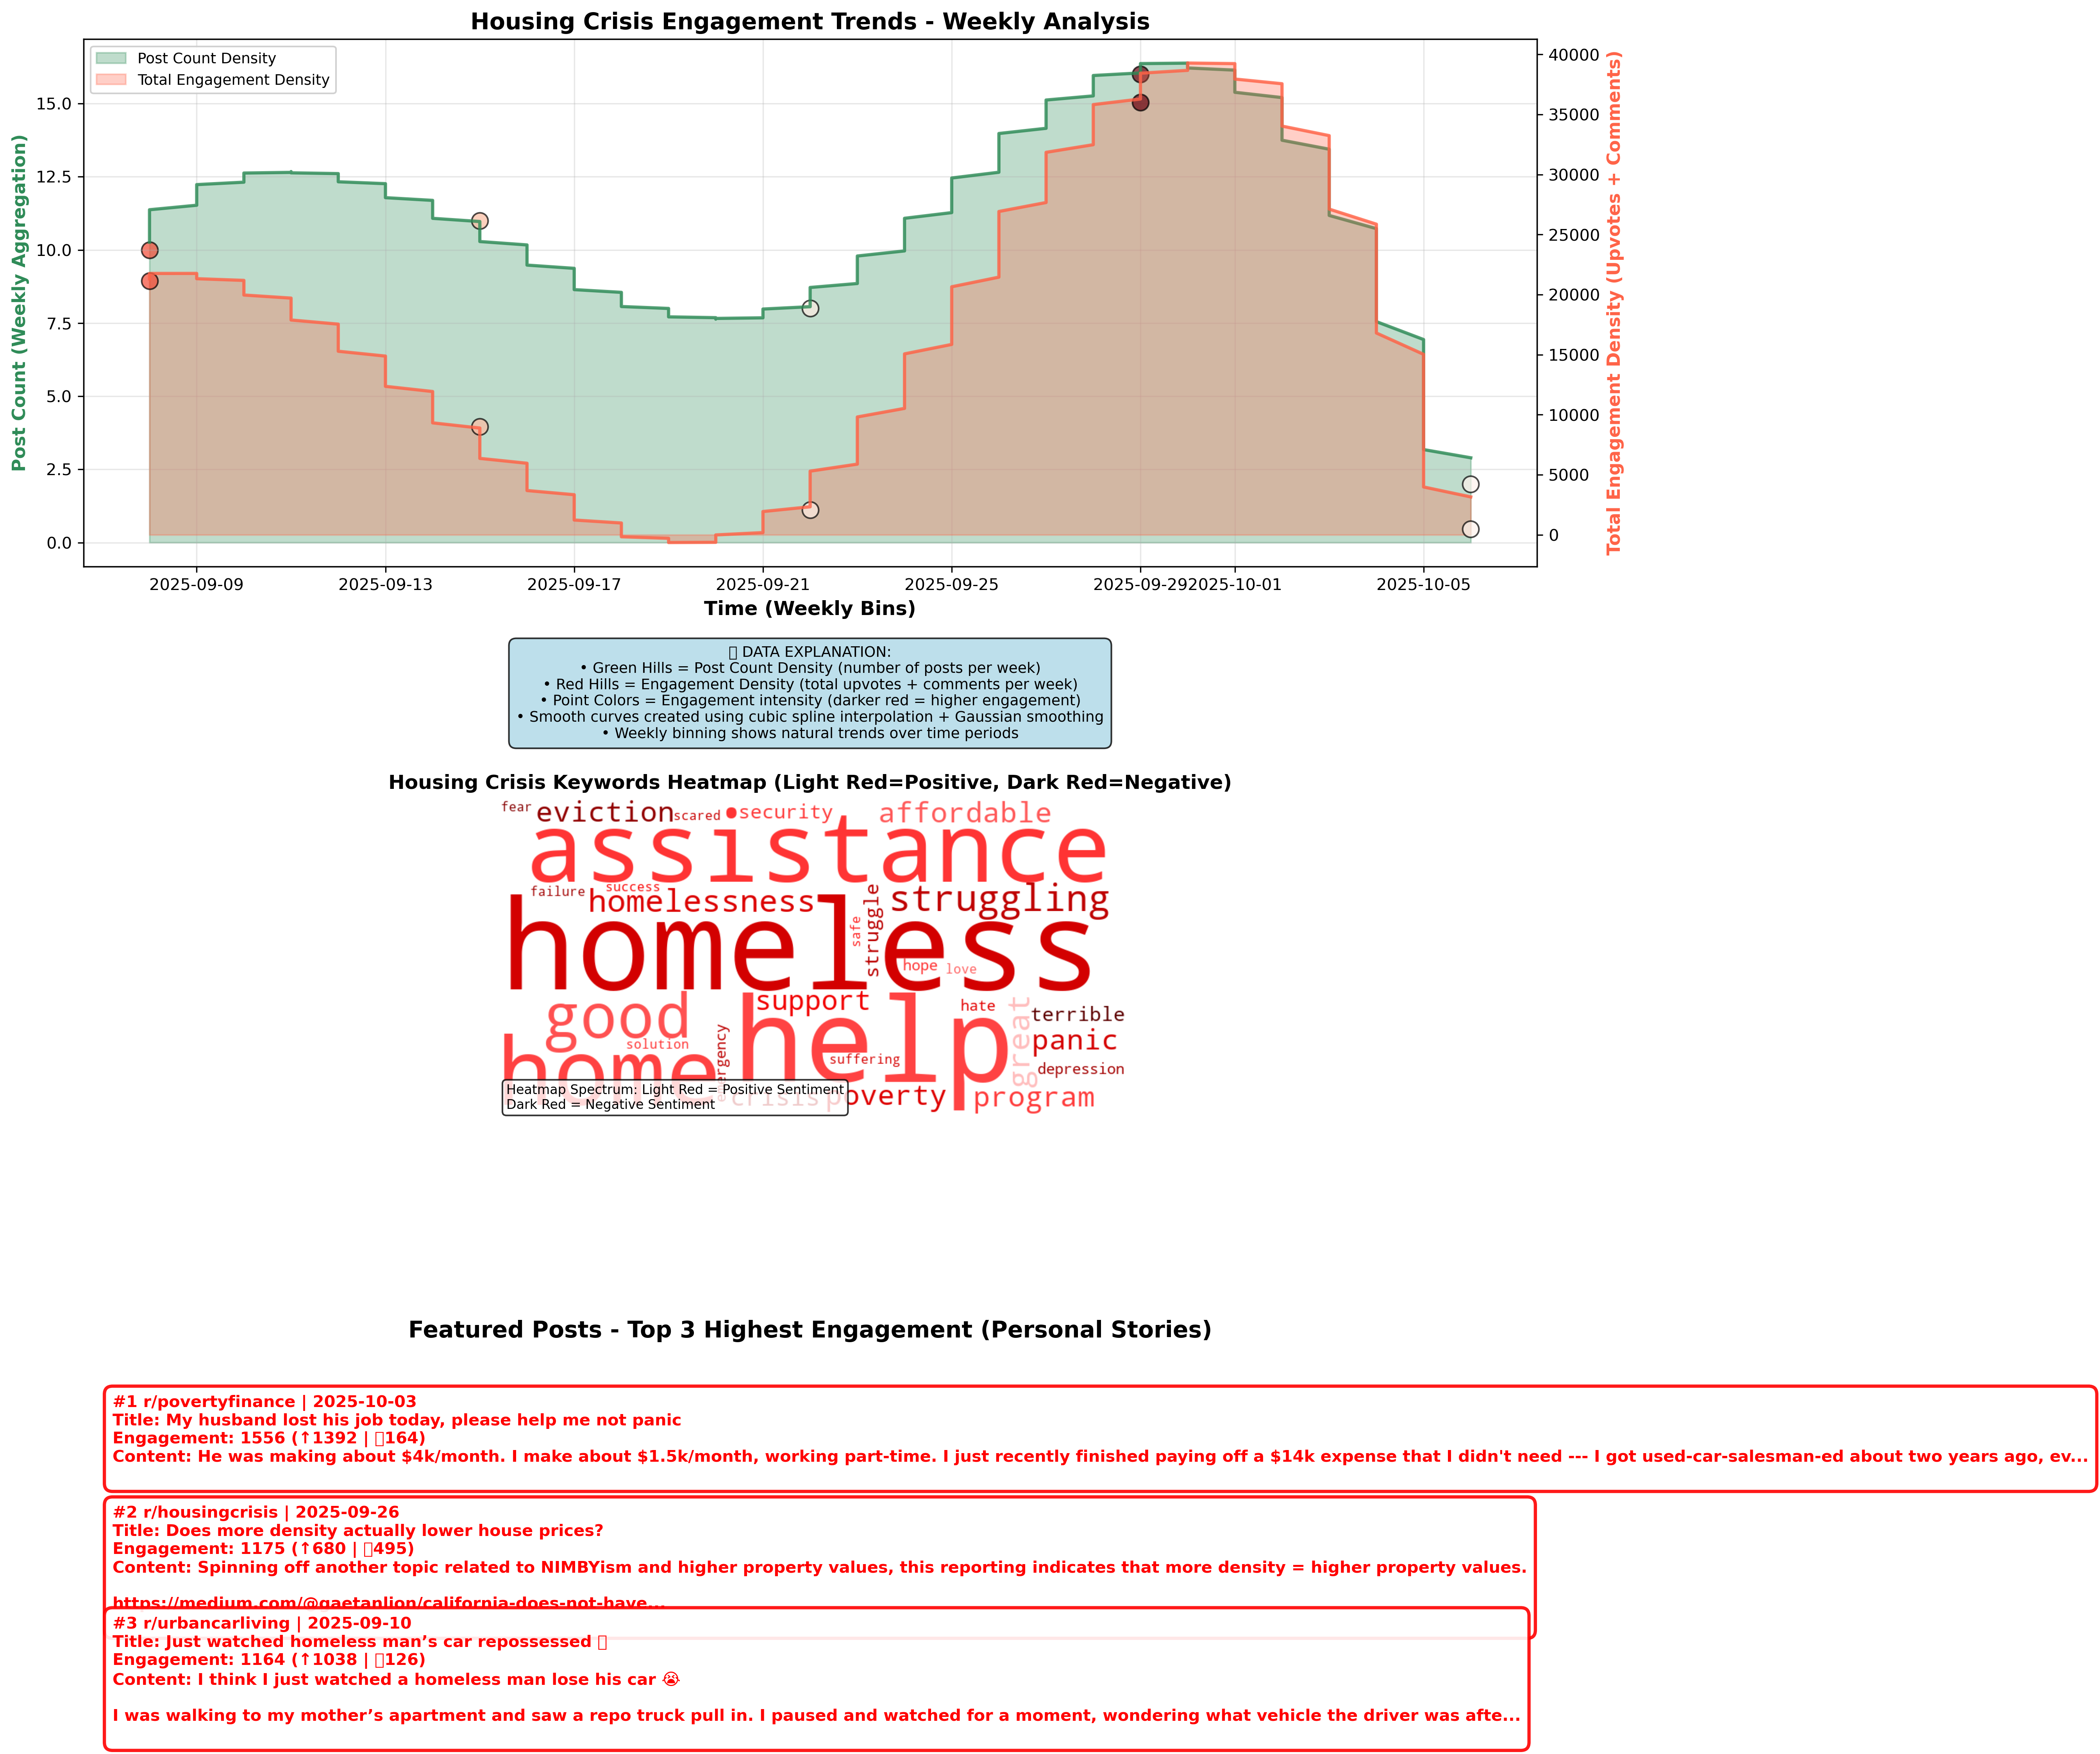 Housing Crisis Engagement Trends - Weekly Analysis
Post Count Density
Total Engagement Density
Post Count (Weekly Aggregation)
15.0
12.5
10.0
7.5
5.0
2.5
0.0
40000
35000
30000
25000
20000
15000
10000
5000
0
Total Engagement Density (Upvotes + Comments)
2025-09-09
2025-09-13
2025-09-17
2025-09-21
2025-09-25
2025-09-29
2025-10-01
2025-10-05
Time (Weekly Bins)
DATA EXPLANATION:
• Green Hills = Post Count Density (number of posts per week)
• Red Hills = Engagement Density (total upvotes + comments per week)
• Point Colors = Engagement intensity (darker red = higher engagement)
• Smooth curves created using cubic spline interpolation + Gaussian smoothing
• Weekly binning shows natural trends over time periods
Housing Crisis Keywords Heatmap (Light Red=Positive, Dark Red=Negative)
fear
eviction
scared
security
affordable
assistance
failure
success
homelessness
struggle
struggling
safe
homeless
hope
love
good
support
hate
great
terrible
help
panic
solution
home
emergency
suffering
depression
crisis
poverty
program
Heatmap Spectrum: Light Red = Positive Sentiment
Dark Red = Negative Sentiment
Featured Posts - Top 3 Highest Engagement (Personal Stories)
#1 r/povertyfinance | 2025-10-03
Title: My husband lost his job today, please help me not panic
Engagement: 1556 (↑1392 | 164)
Content: He was making about $4k/month. I make about $1.5k/month, working part-time. I just recently finished paying off a $14k expense that I didn't need --- I got used-car-salesman-ed about two years ago, ev...
#2 r/housingcrisis | 2025-09-26
Title: Does more density actually lower house prices?
Engagement: 1175 (↑680 | 495)
Content: Spinning off another topic related to NIMBYism and higher property values, this reporting indicates that more density = higher property values.
https://medium.com/@gaetanlion/california-does-not-have...
#3 r/urbancarliving | 2025-09-10
Title: Just watched homeless man’s car repossessed
Engagement: 1164 (↑1038 | 126)
Content: I think I just watched a homeless man lose his car 😭
I was walking to my mother’s apartment and saw a repo truck pull in. I paused and watched for a moment, wondering what vehicle the driver was afte...